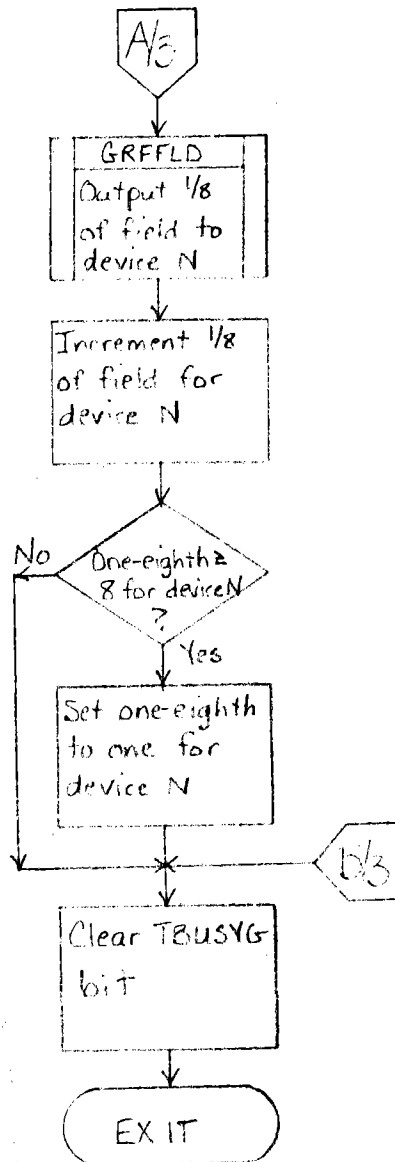 A/3
GRFFLD
Output 1/8
of field to
device N
Increment 1/8
of field for
device N
No
One-eighth ≥
8 for device N
?
Yes
Set one-eighth
to one for
device N
b/3
Clear TBUSYG
bit
EXIT